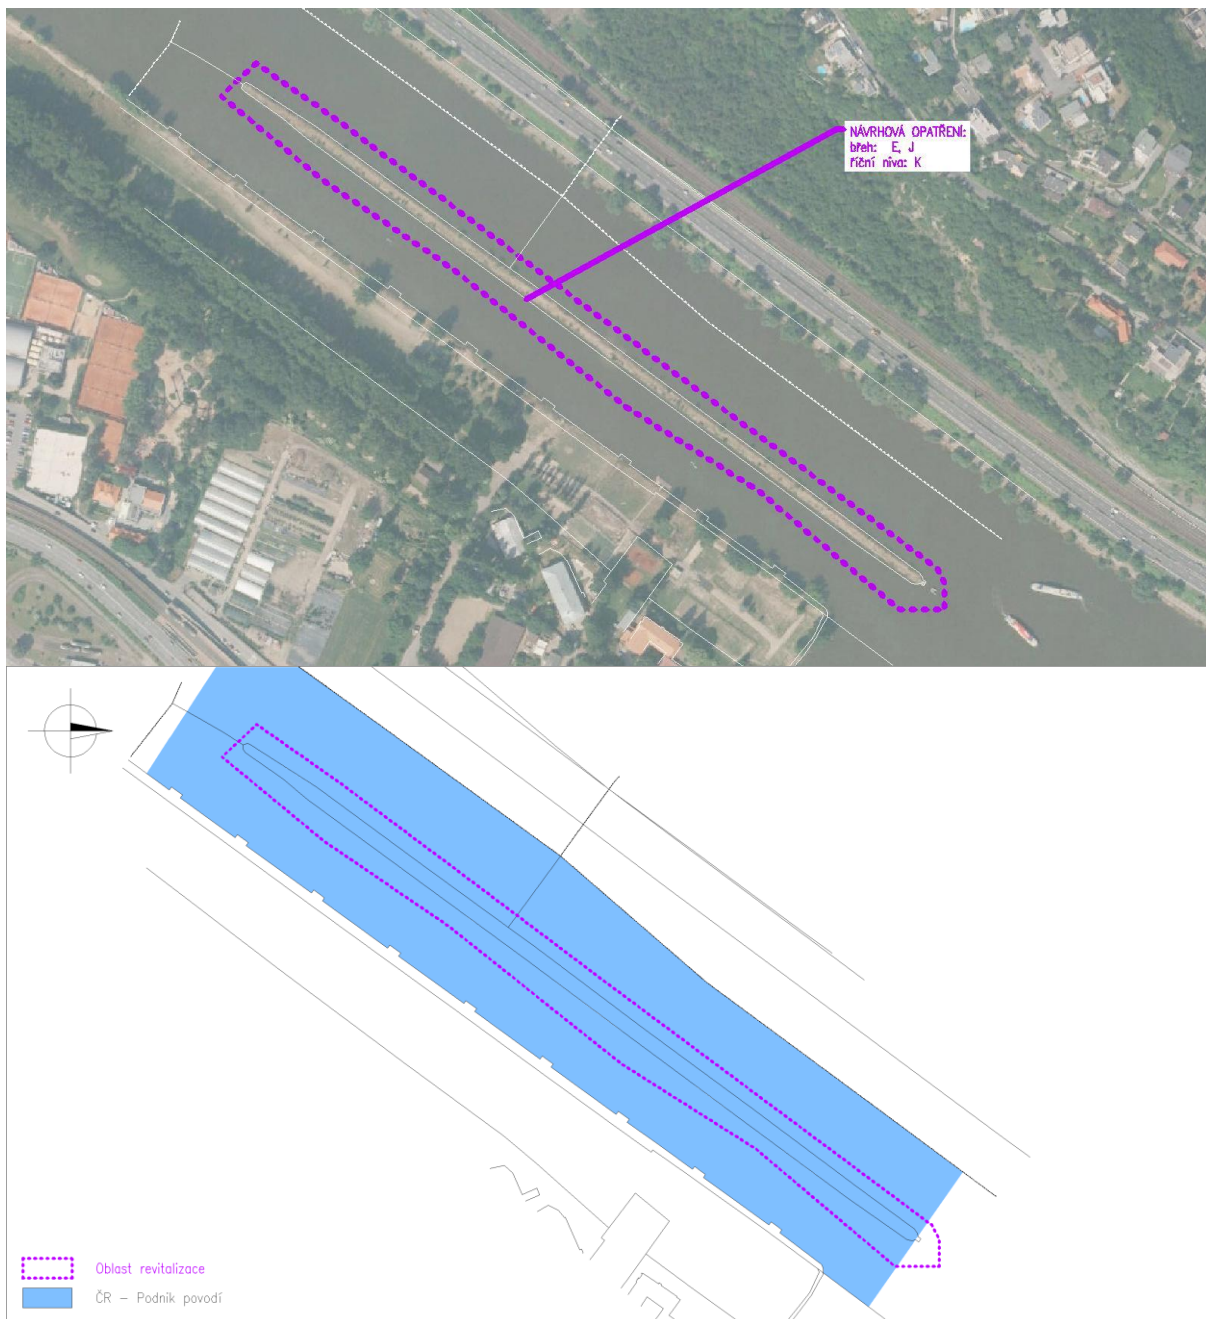 NÁVRHOVÁ OPATŘENÍ:
břeh: E, J
říční niva: K
Oblast revitalizace
ČR – Podnik povodí